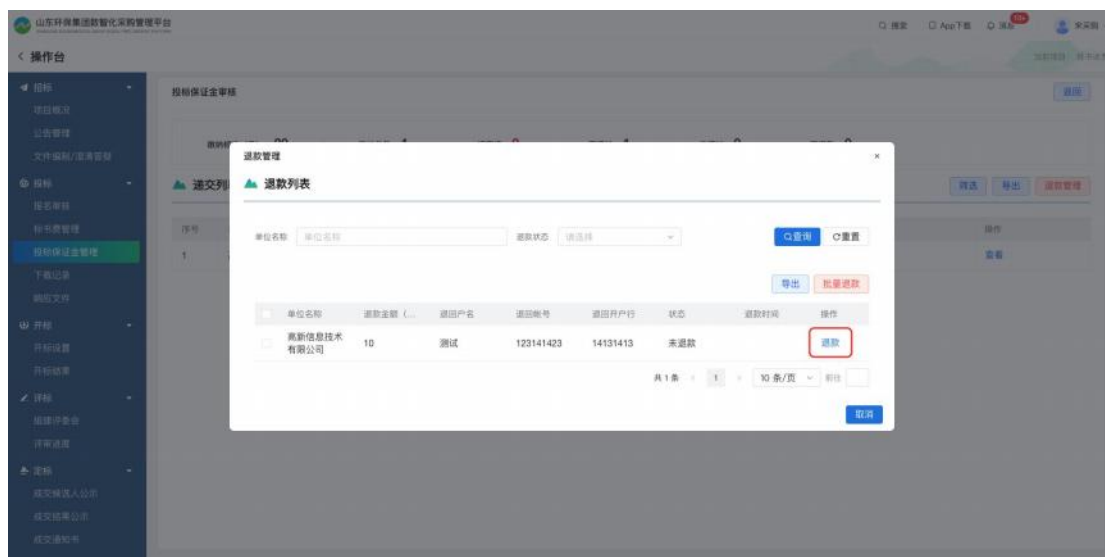 山东环保集团数智化采购管理平台
搜索 App下载 消息 10+
操作台
招标
投标保证金审核
返回
项目概况
公告管理
退款管理
投标
递交列
退款列表
筛选 导出 退款管理
报名审核
标书费管理
序号 操作
单位名称 单位名称 退款状态 请选择 查询 重置
投标保证金管理
1 查看
下载记录
导出 批量退款
响应文件
单位名称 退款金额（... 退回户名 退回帐号 退回开户行 状态 退款时间 操作
开标
开标设置
高新信息技术有限公司 10 测试 123141423 14131413 未退款 退款
开标结果
共 1 条 1 10 条/页 前往
评标
组建评委会
取消
评审进度
定标
成交候选人公示
成交结果公示
成交通知书